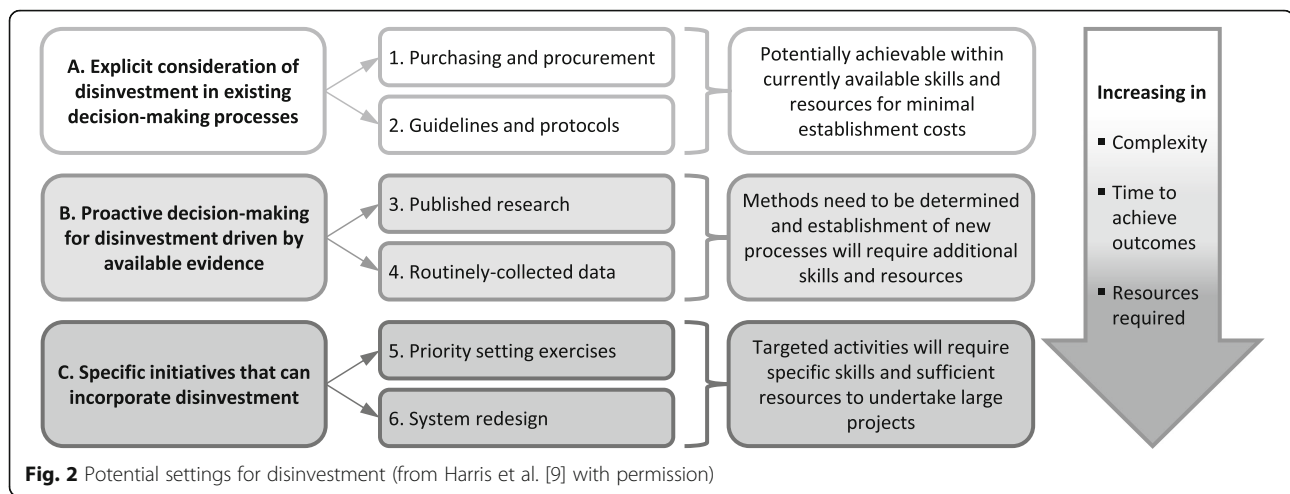 A. Explicit consideration of
disinvestment in existing
decision-making processes
1. Purchasing and procurement
2. Guidelines and protocols
Potentially achievable within
currently available skills and
resources for minimal
establishment costs
B. Proactive decision-making
for disinvestment driven by
available evidence
3. Published research
4. Routinely-collected data
Methods need to be determined
and establishment of new
processes will require additional
skills and resources
C. Specific initiatives that can
incorporate disinvestment
5. Priority setting exercises
6. System redesign
Targeted activities will require
specific skills and sufficient
resources to undertake large
projects
Increasing in
▪ Complexity
▪ Time to
achieve
outcomes
▪ Resources
required
Fig. 2 Potential settings for disinvestment (from Harris et al. [9] with permission)